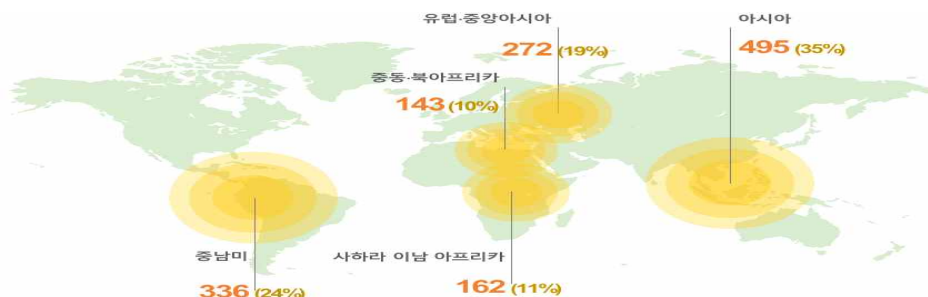 유럽·중앙아시아
272 (19%)
아시아
495 (35%)
중동·북아프리카
143 (10%)
중남미
336 (24%)
사하라 이남 아프리카
162 (11%)